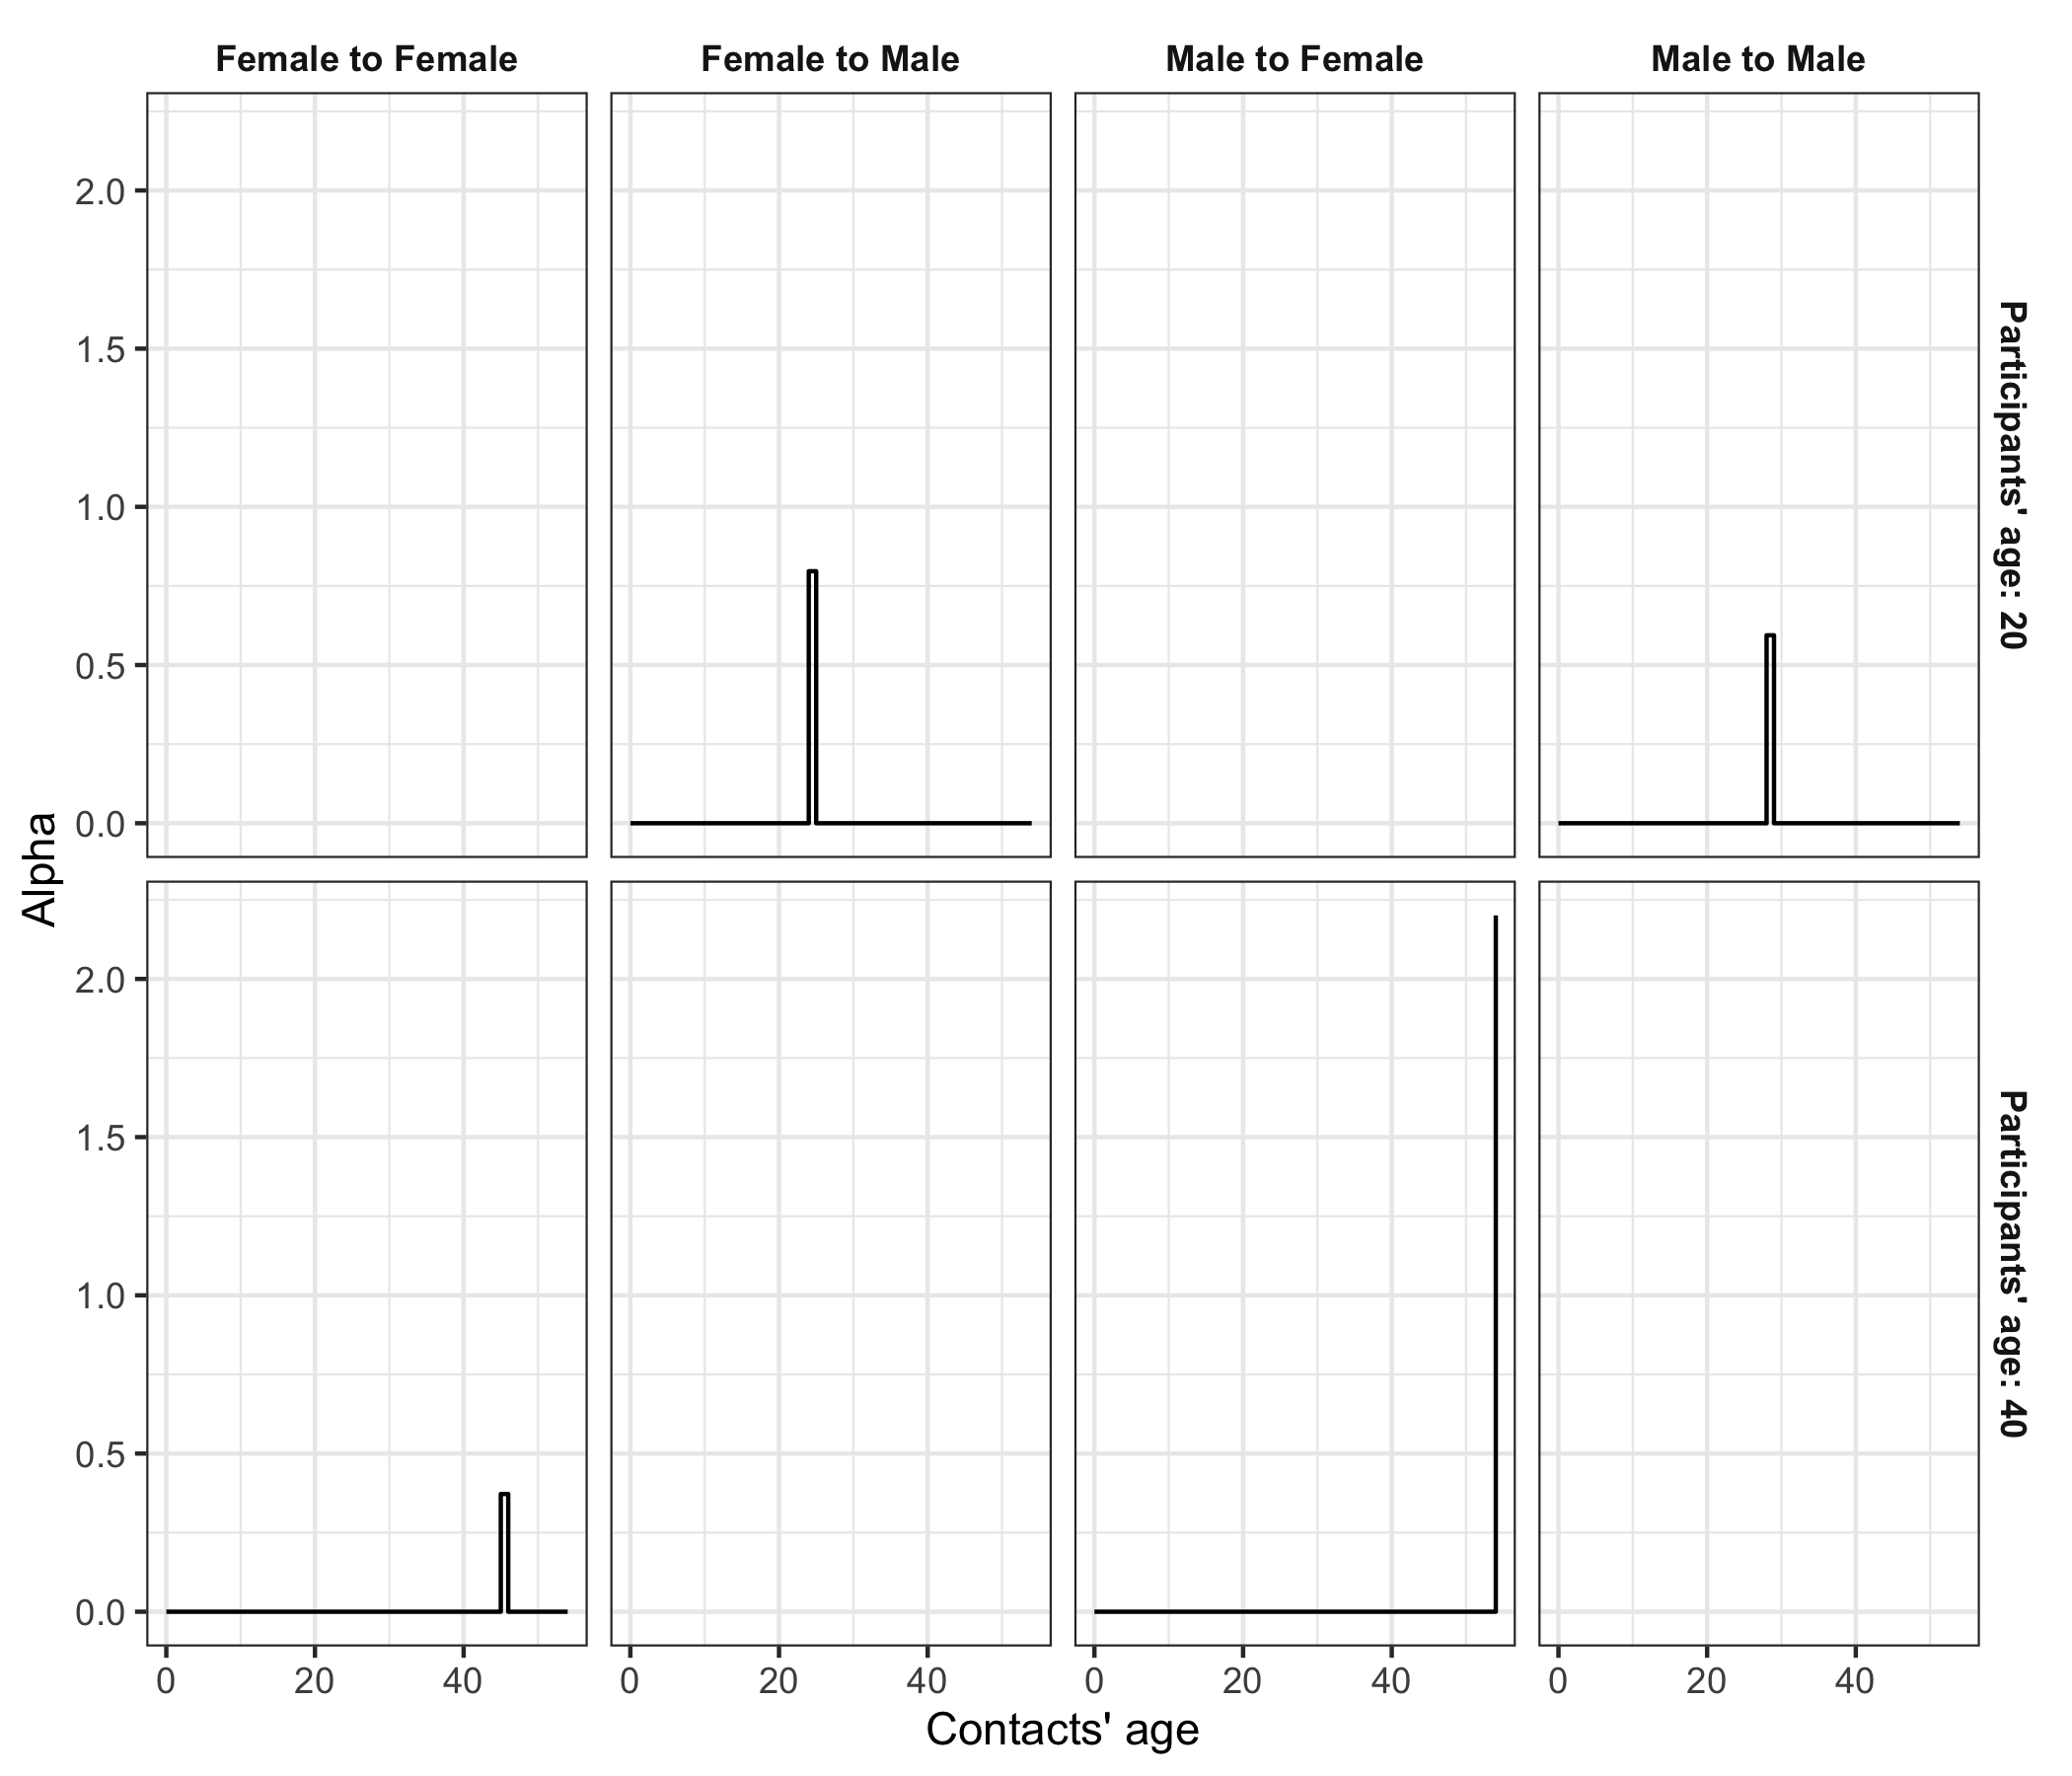 Female to Female
Female to Male
Male to Female
Male to Male
2.0
1.5
1.0
0.5
0.0
Participants' age: 20
Alpha
2.0
1.5
1.0
0.5
0.0
Participants' age: 40
0 20 40
0 20 40
0 20 40
0 20 40
Contacts' age